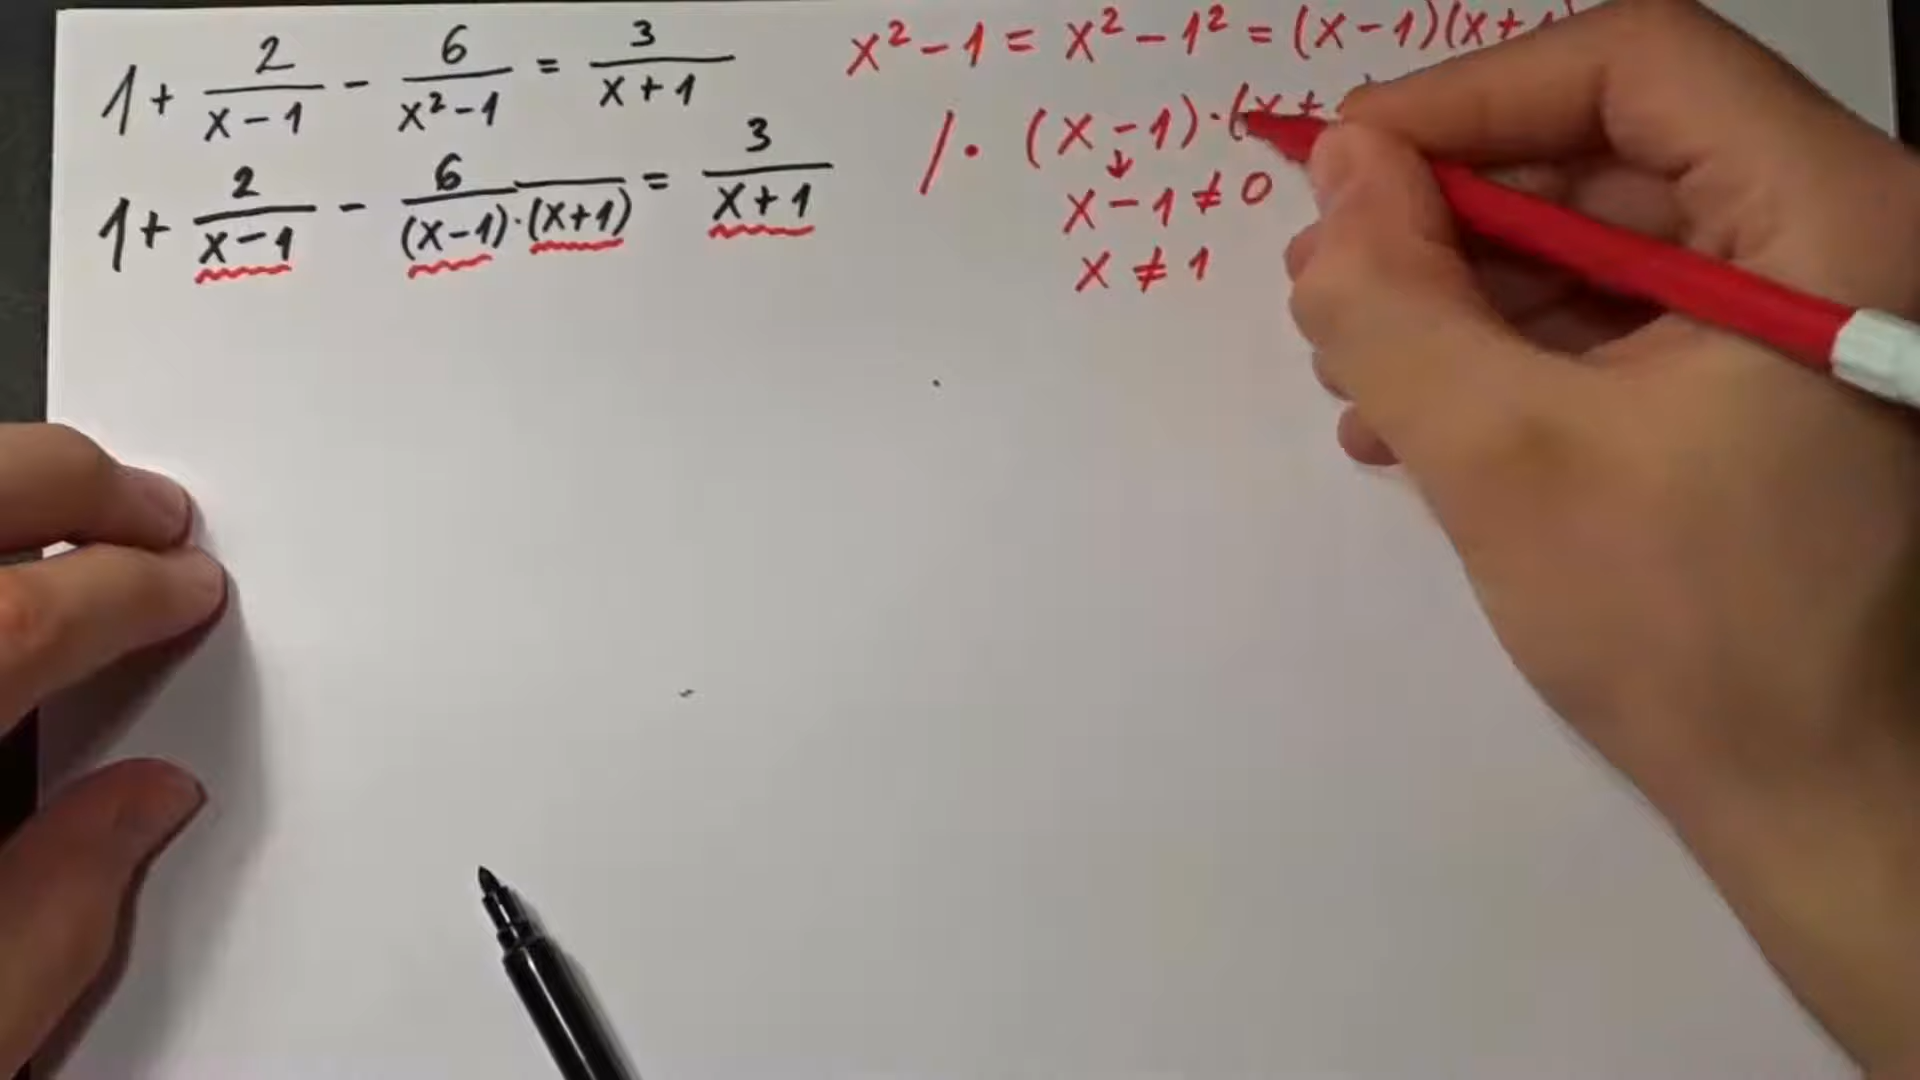 1 + 2/(x-1) - 6/(x²-1) = 3/(x+1)
x²-1 = x²-1² = (x-1)(x+1)
1 + 2/(x-1) - 6/((x-1)·(x+1)) = 3/(x+1)
/· (x-1)·(x+
↓
x-1 ≠ 0
x ≠ 1